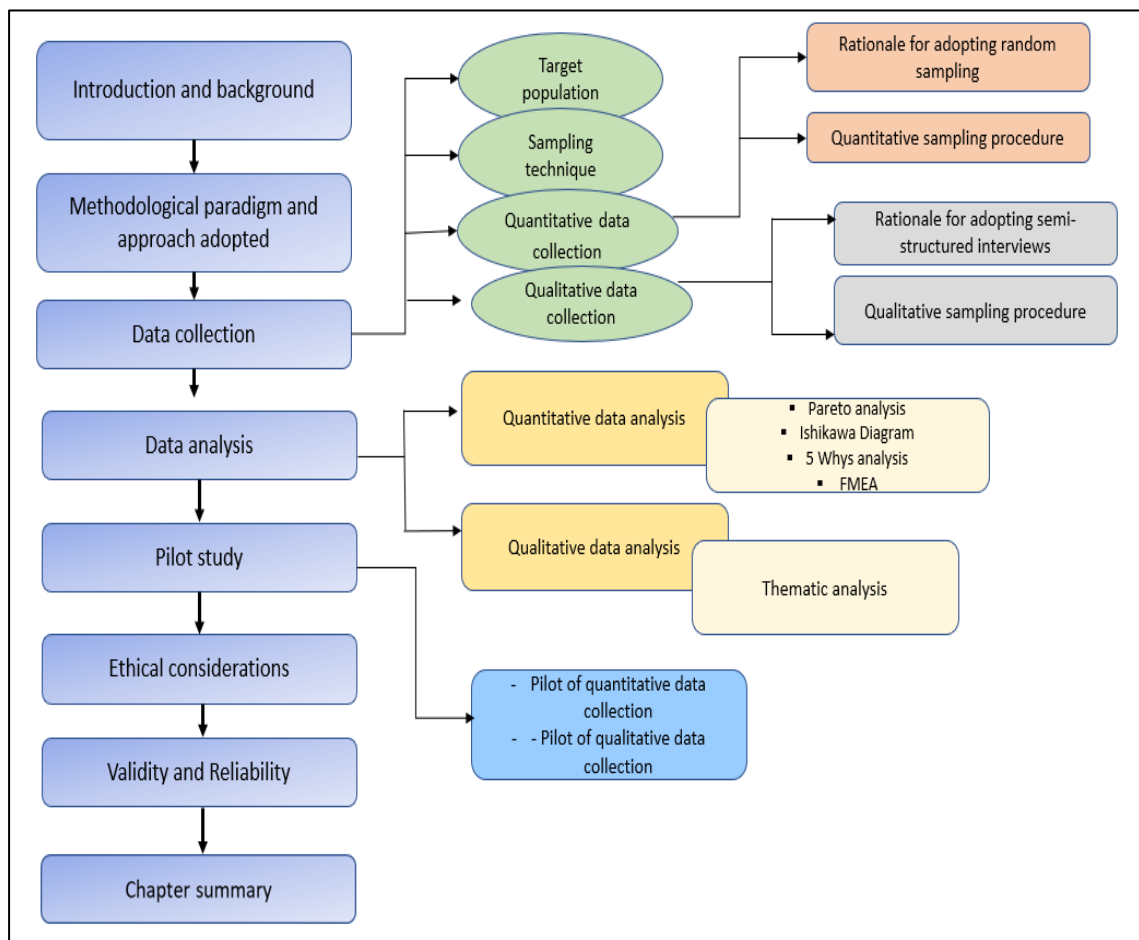 Introduction and background
Methodological paradigm and
approach adopted
Data collection
Data analysis
Pilot study
Ethical considerations
Validity and Reliability
Chapter summary
Target
population
Sampling
technique
Quantitative data
collection
Qualitative data
collection
Rationale for adopting random
sampling
Quantitative sampling procedure
Rationale for adopting semi-
structured interviews
Qualitative sampling procedure
Quantitative data analysis
▪ Pareto analysis
▪ Ishikawa Diagram
▪ 5 Whys analysis
▪ FMEA
Qualitative data analysis
Thematic analysis
- Pilot of quantitative data
collection
- - Pilot of qualitative data
collection